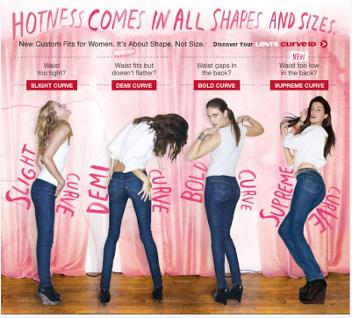 HOTNESS COMES IN ALL SHAPES AND SIZES.
New Custom Fits for Women. It's About Shape, Not Size. Discover Your LEVI'S CURVE ID
NEW
Waist too tight?
SLIGHT CURVE
Waist fits but doesn't flatter?
DEMI CURVE
Waist gaps in the back?
BOLD CURVE
Waist too low in the back?
SUPREME CURVE
SLIGHT CURVE
DEMI CURVE
BOLD CURVE
SUPREME CURVE